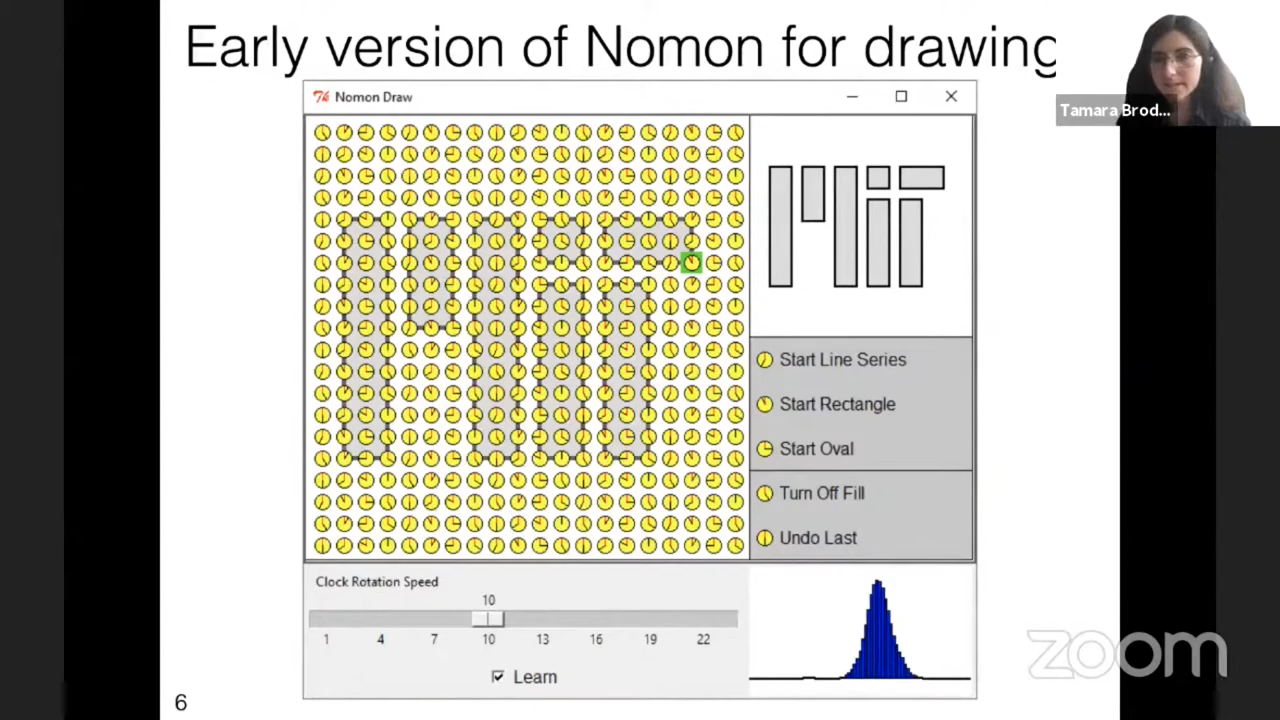 Early version of Nomon for drawing
Tamara Brod...
Nomon Draw
MIT
Start Line Series
Start Rectangle
Start Oval
Turn Off Fill
Undo Last
Clock Rotation Speed
10
1 4 7 10 13 16 19 22
Learn
zoom
6